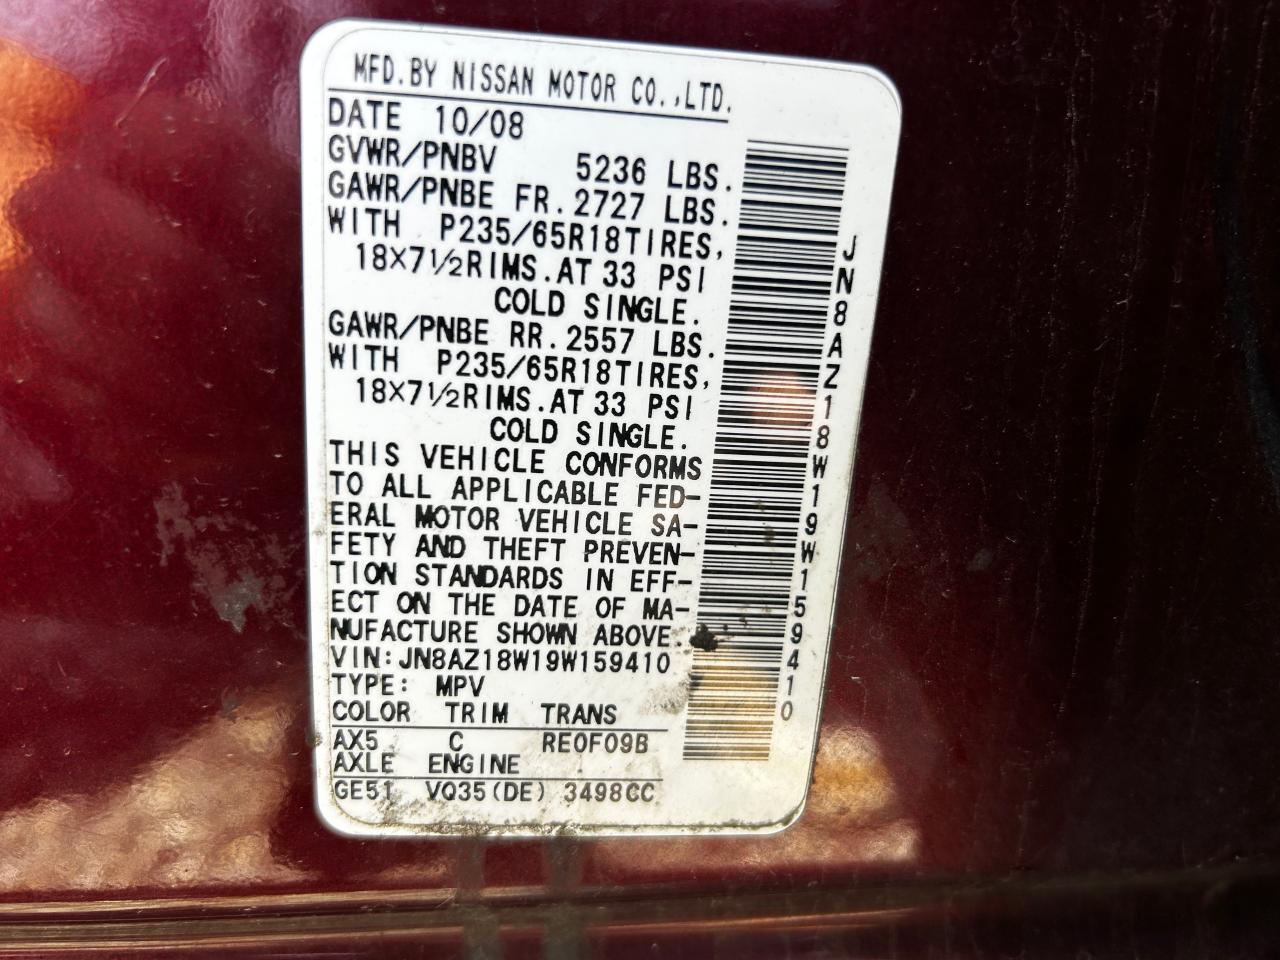 MFD.BY NISSAN MOTOR CO.,LTD.
DATE 10/08
GVWR/PNBV 5236 LBS.
GAWR/PNBE FR.2727 LBS.
WITH P235/65R18TIRES,
18×7½RIMS.AT 33 PSI
COLD SINGLE.
GAWR/PNBE RR.2557 LBS.
WITH P235/65R18TIRES,
18×7½RIMS.AT 33 PSI
COLD SINGLE.
THIS VEHICLE CONFORMS
TO ALL APPLICABLE FED-
ERAL MOTOR VEHICLE SA-
FETY AND THEFT PREVEN-
TION STANDARDS IN EFF-
ECT ON THE DATE OF MA-
NUFACTURE SHOWN ABOVE.
VIN:JN8AZ18W19W159410
TYPE: MPV
COLOR TRIM TRANS
AX5 C RE0F09B
AXLE ENGINE
GE51 VQ35(DE) 3498CC
JN8AZ18W19W159410